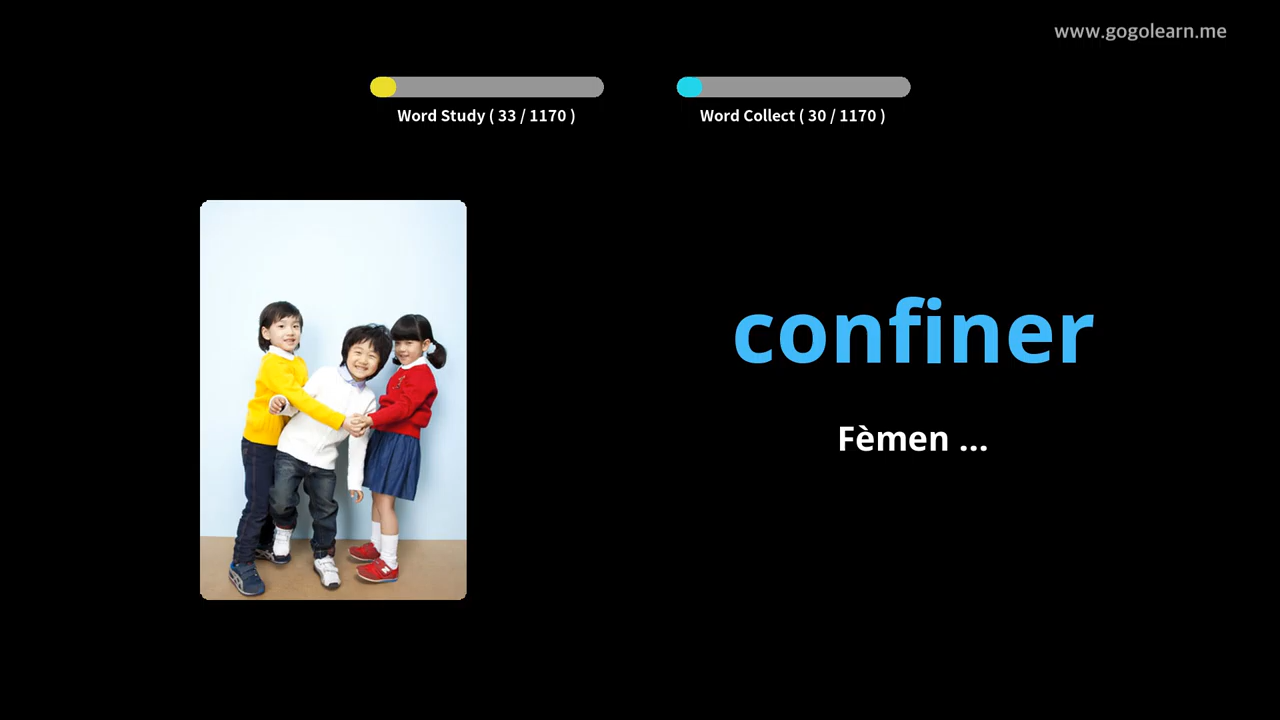 www.gogolearn.me
Word Study ( 33 / 1170 )
Word Collect ( 30 / 1170 )
confiner
Fèmen ...